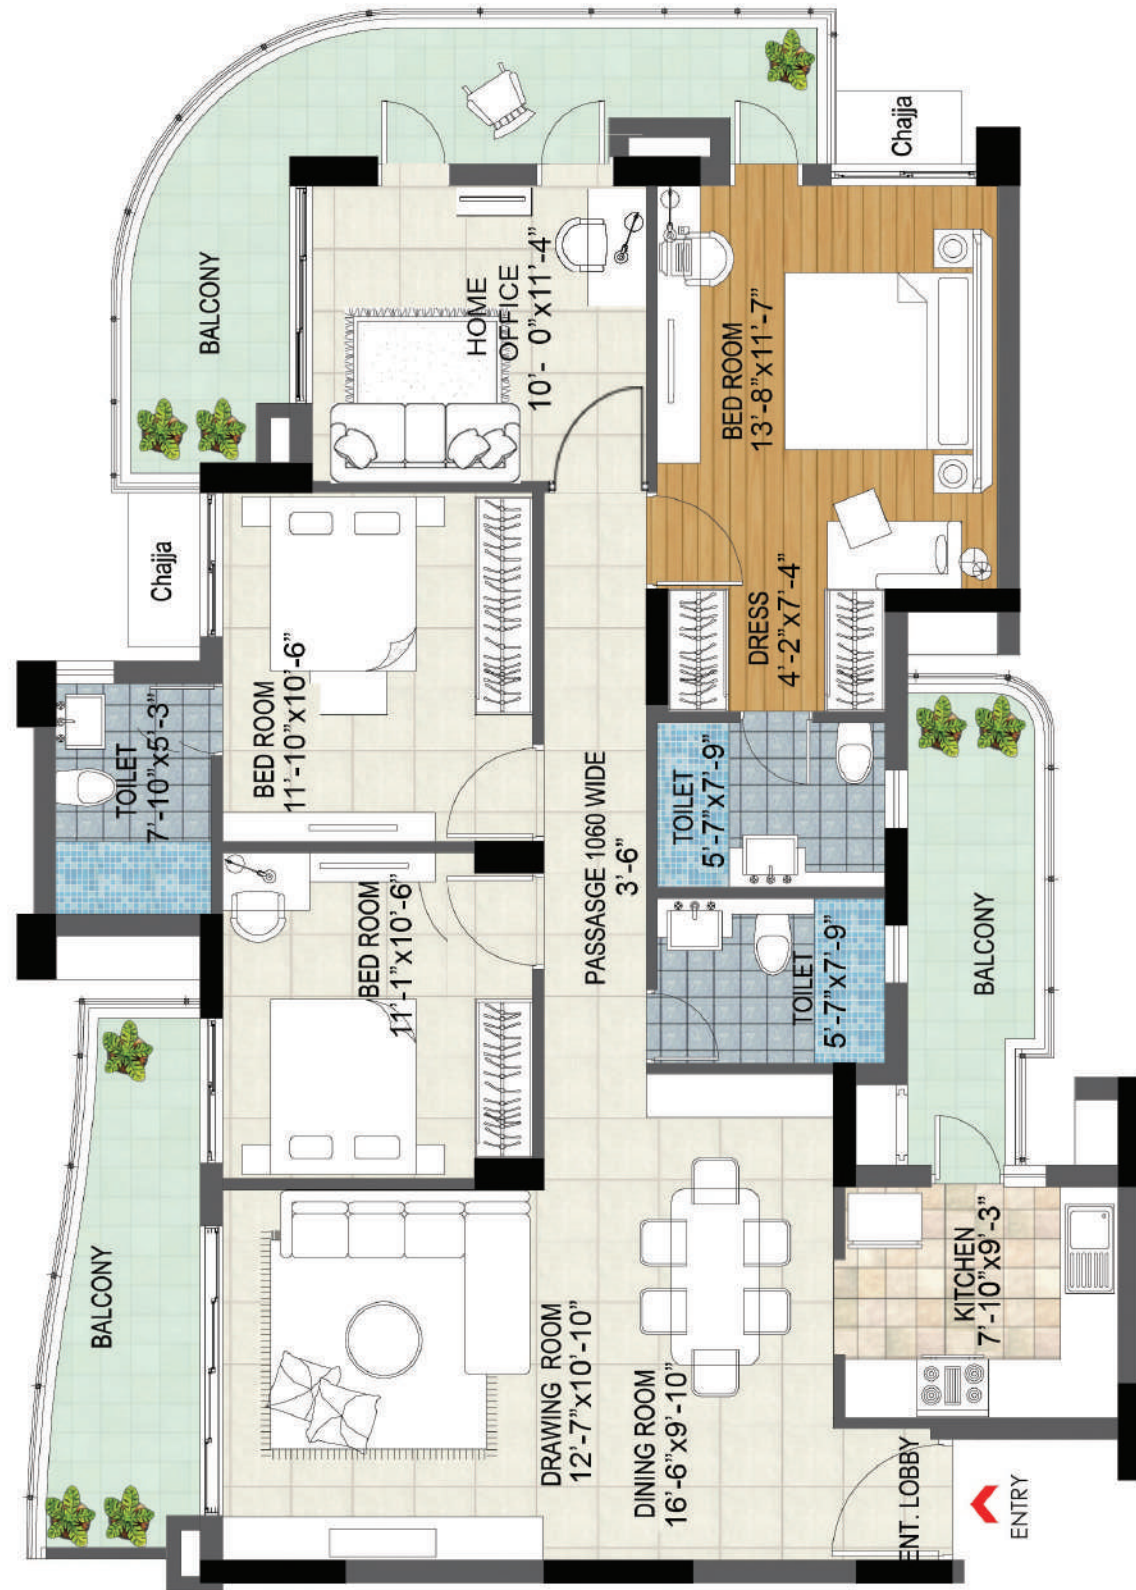 BALCONY
Chajja
HOME
OFFICE
10'- 0"x11'-4"
BED ROOM
13'-8"x11'-7"
Chajja
DRESS
4'-2"x7'-4"
BED ROOM
11'-10"x10'-6"
TOILET
7'-10"x5'-3"
BED ROOM
11'-1"x10'-6"
PASSASGE 1060 WIDE
3'-6"
TOILET
5'-7"x7'-9"
TOILET
5'-7"x7'-9"
BALCONY
BALCONY
DRAWING ROOM
12'-7"x10'-10"
DINING ROOM
16'-6"x9'-10"
KITCHEN
7'-10"x9'-3"
ENT. LOBBY
ENTRY